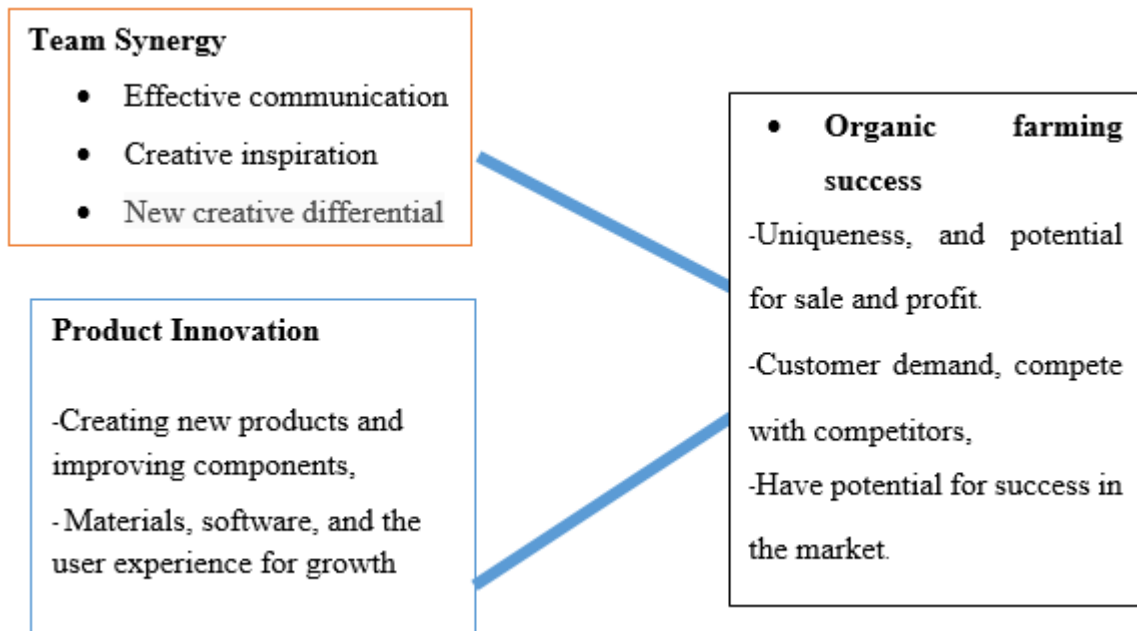 Team Synergy
• Effective communication
• Creative inspiration
• New creative differential
Product Innovation
-Creating new products and
improving components,
- Materials, software, and the
user experience for growth
• Organic farming
success
-Uniqueness, and potential
for sale and profit.
-Customer demand, compete
with competitors,
-Have potential for success in
the market.